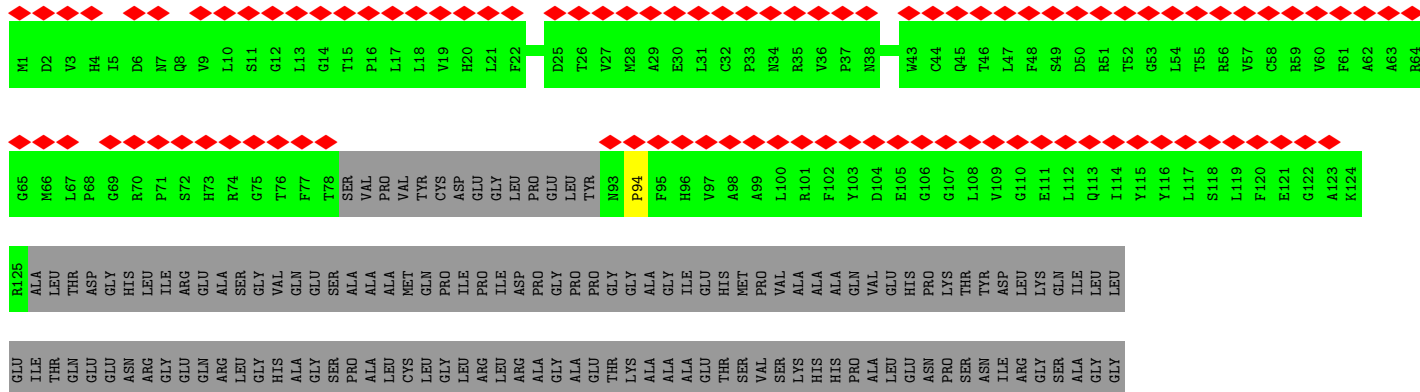 M1 D2 V3 H4 I5 D6 N7 Q8 V9 L10 S11 G12 L13 G14 T15 P16 L17 L18 V19 H20 L21 F22 D25 T26 V27 M28 A29 E30 L31 C32 P33 N34 R35 V36 P37 N38 W43 C44 Q45 T46 L47 F48 S49 D50 R51 T52 G53 L54 T55 R56 V57 C58 R59 V60 F61 A62 A63 R64
G65 M66 L67 P68 G69 R70 P71 S72 H73 R74 G75 T76 F77 T78 SER VAL PRO VAL TYR CYS ASP GLU GLY LEU PRO GLU LEU TYR N93 P94 F95 H96 V97 A98 A99 L100 R101 F102 Y103 D104 E105 G106 G107 L108 V109 G110 E111 L112 Q113 I114 Y115 Y116 L117 S118 L119 F120 E121 G122 A123 K124
R125 ALA LEU THR ASP GLY HIS LEU ILE ARG GLU ALA SER GLY VAL GLN GLU SER ALA ALA ALA MET GLN PRO ILE PRO ILE ASP PRO GLY PRO PRO GLY GLY ALA GLY ILE GLU HIS MET PRO VAL ALA ALA ALA GLN VAL GLU HIS PRO LYS THR TYR ASP LEU LYS GLN ILE LEU LEU
GLU ILE THR GLN GLU GLU ASN ARG GLY GLU GLN ARG LEU GLY HIS ALA GLY SER PRO ALA LEU CYS LEU GLY LEU ARG LEU ARG ALA GLY ALA GLU THR LYS ALA ALA ALA GLU THR SER VAL SER LYS HIS HIS PRO ALA LEU GLU ASN PRO SER ASN ILE ARG GLY SER ALA GLY GLY